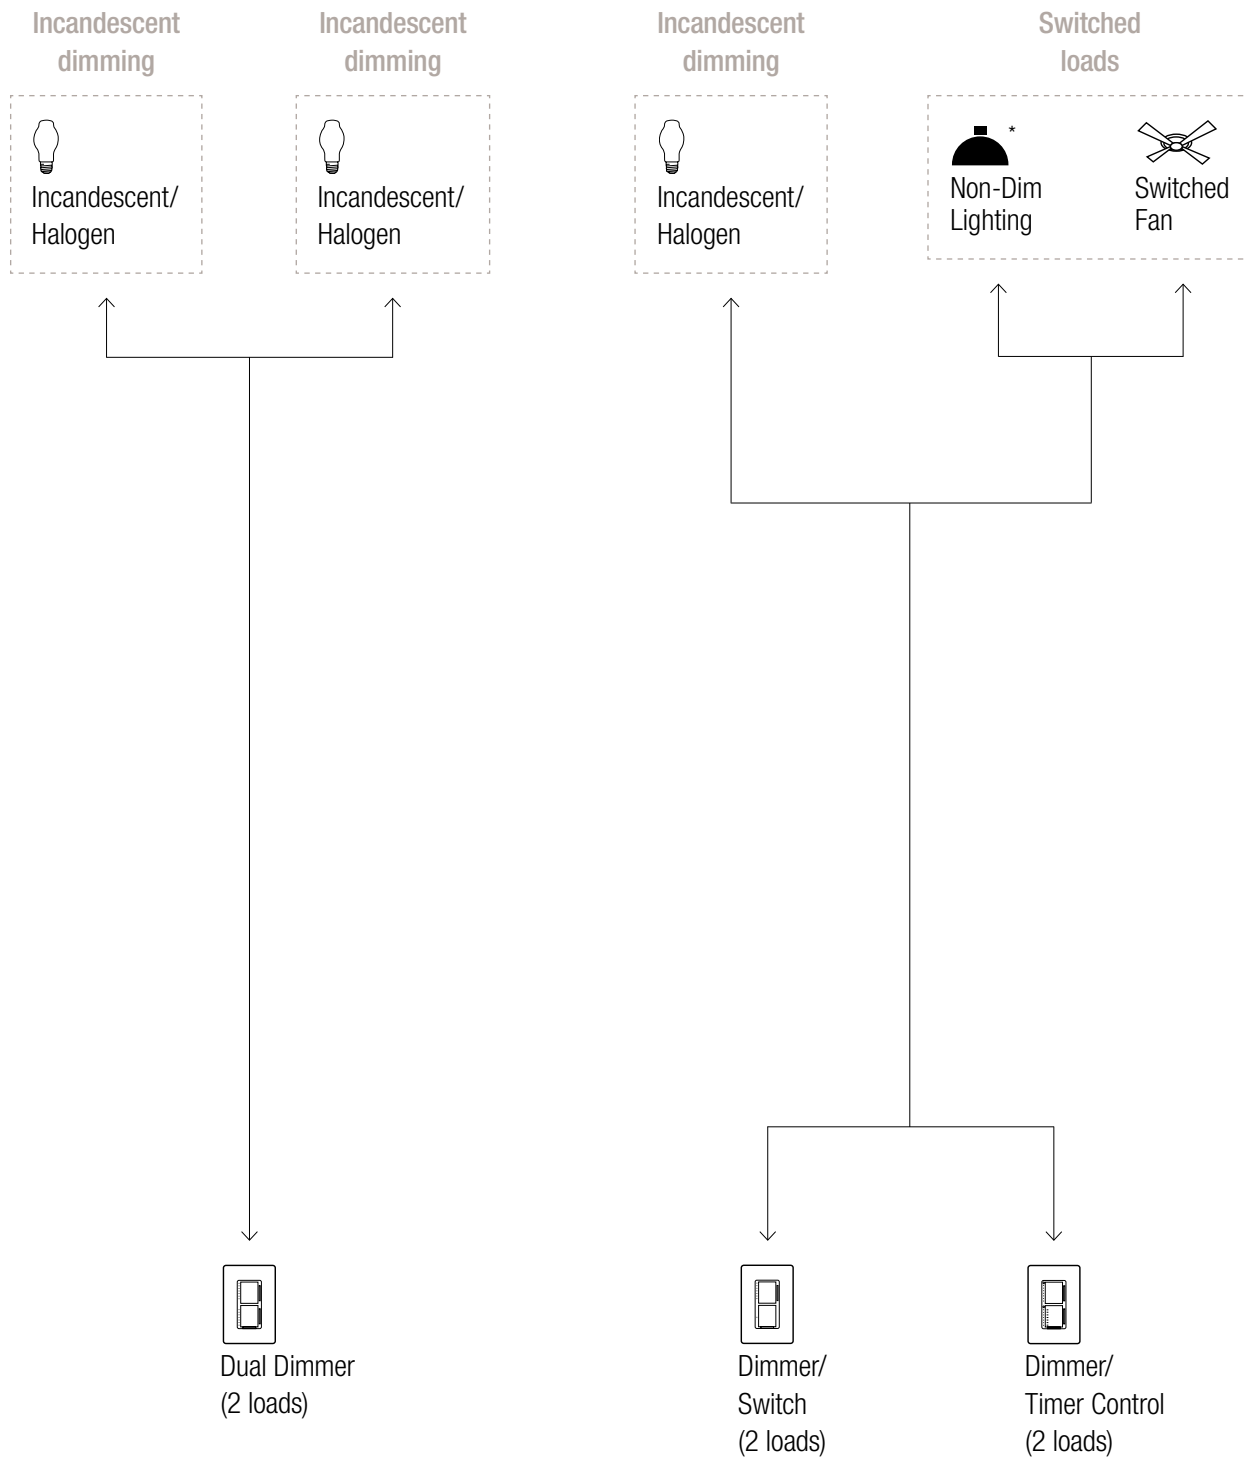 Incandescent
dimming
Incandescent
dimming
Incandescent
dimming
Switched
loads
Incandescent/
Halogen
Incandescent/
Halogen
Incandescent/
Halogen
*
Non-Dim
Lighting
Switched
Fan
Dual Dimmer
(2 loads)
Dimmer/
Switch
(2 loads)
Dimmer/
Timer Control
(2 loads)